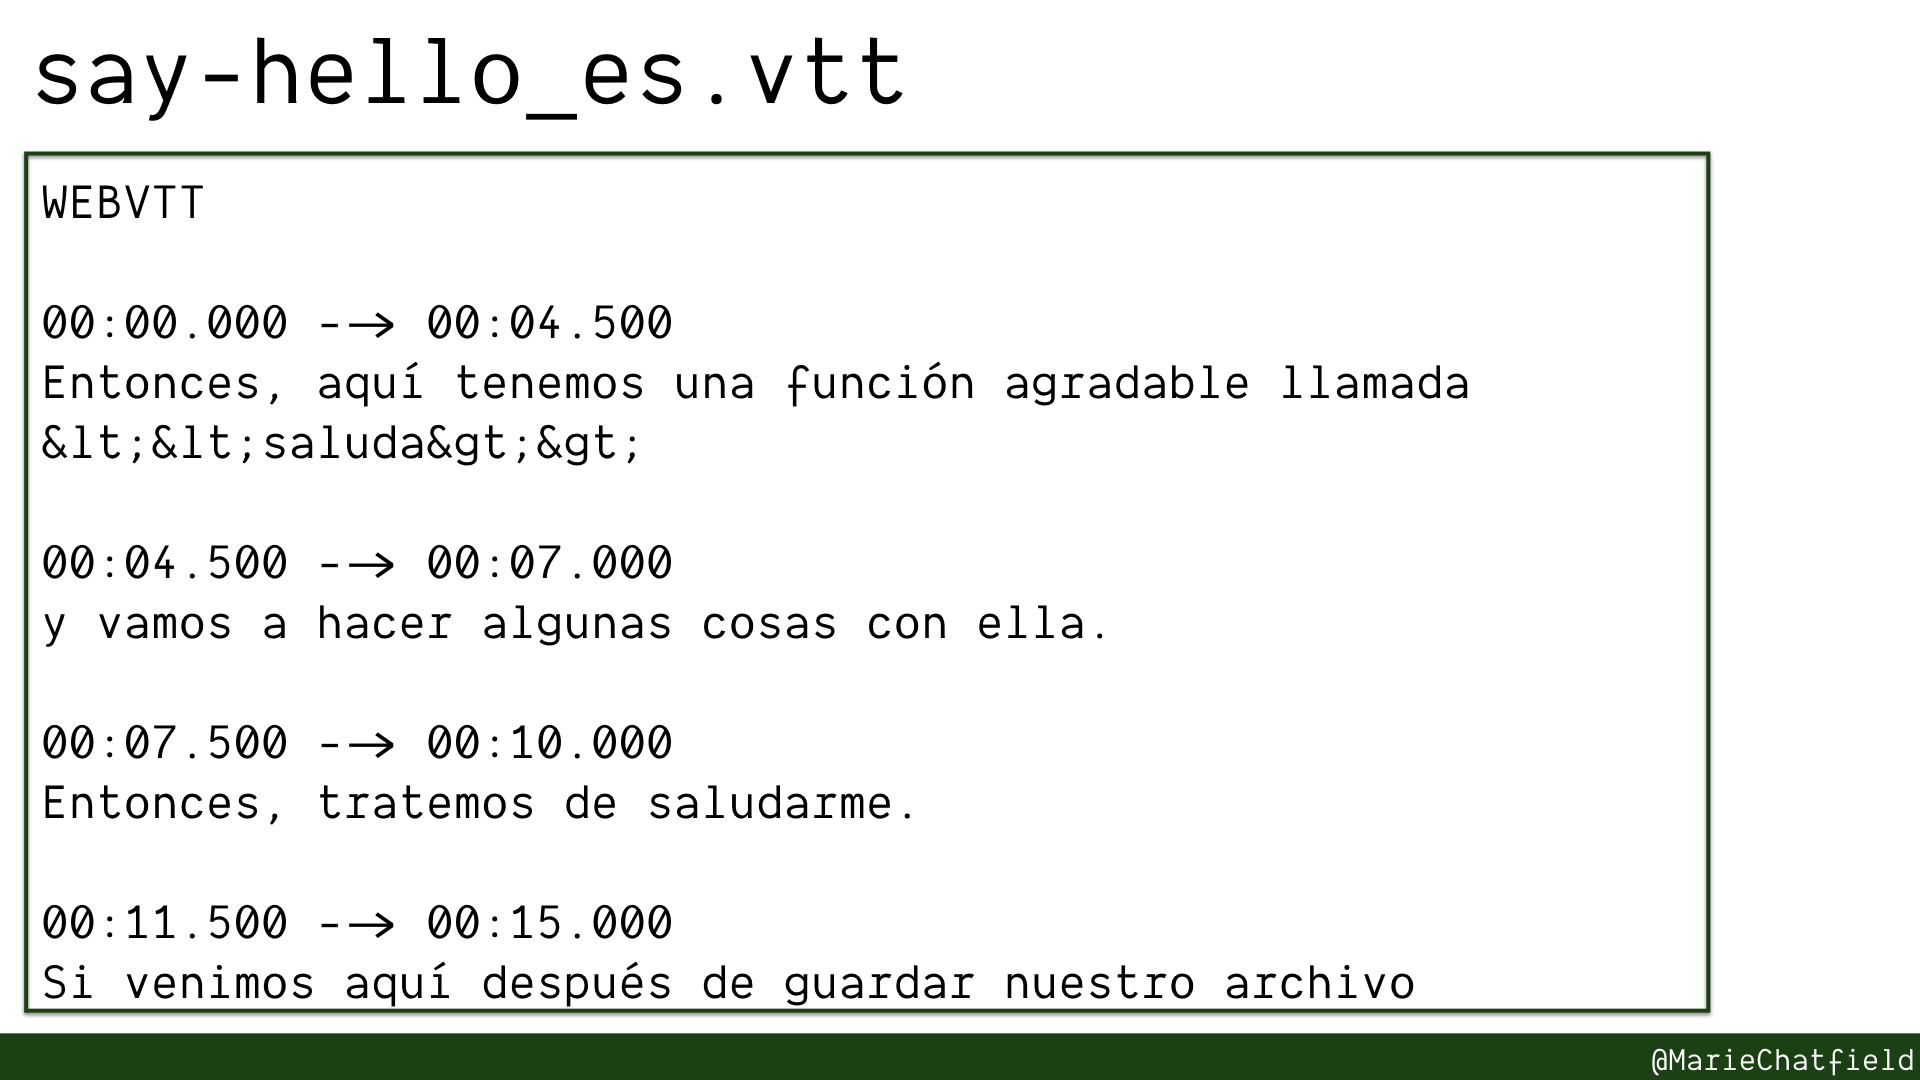 say-hello_es.vtt
WEBVTT
00:00.000 --> 00:04.500
Entonces, aquí tenemos una función agradable llamada
&lt;&lt;saluda&gt;&gt;
00:04.500 --> 00:07.000
y vamos a hacer algunas cosas con ella.
00:07.500 --> 00:10.000
Entonces, tratemos de saludarme.
00:11.500 --> 00:15.000
Si venimos aquí después de guardar nuestro archivo
@MarieChatfield